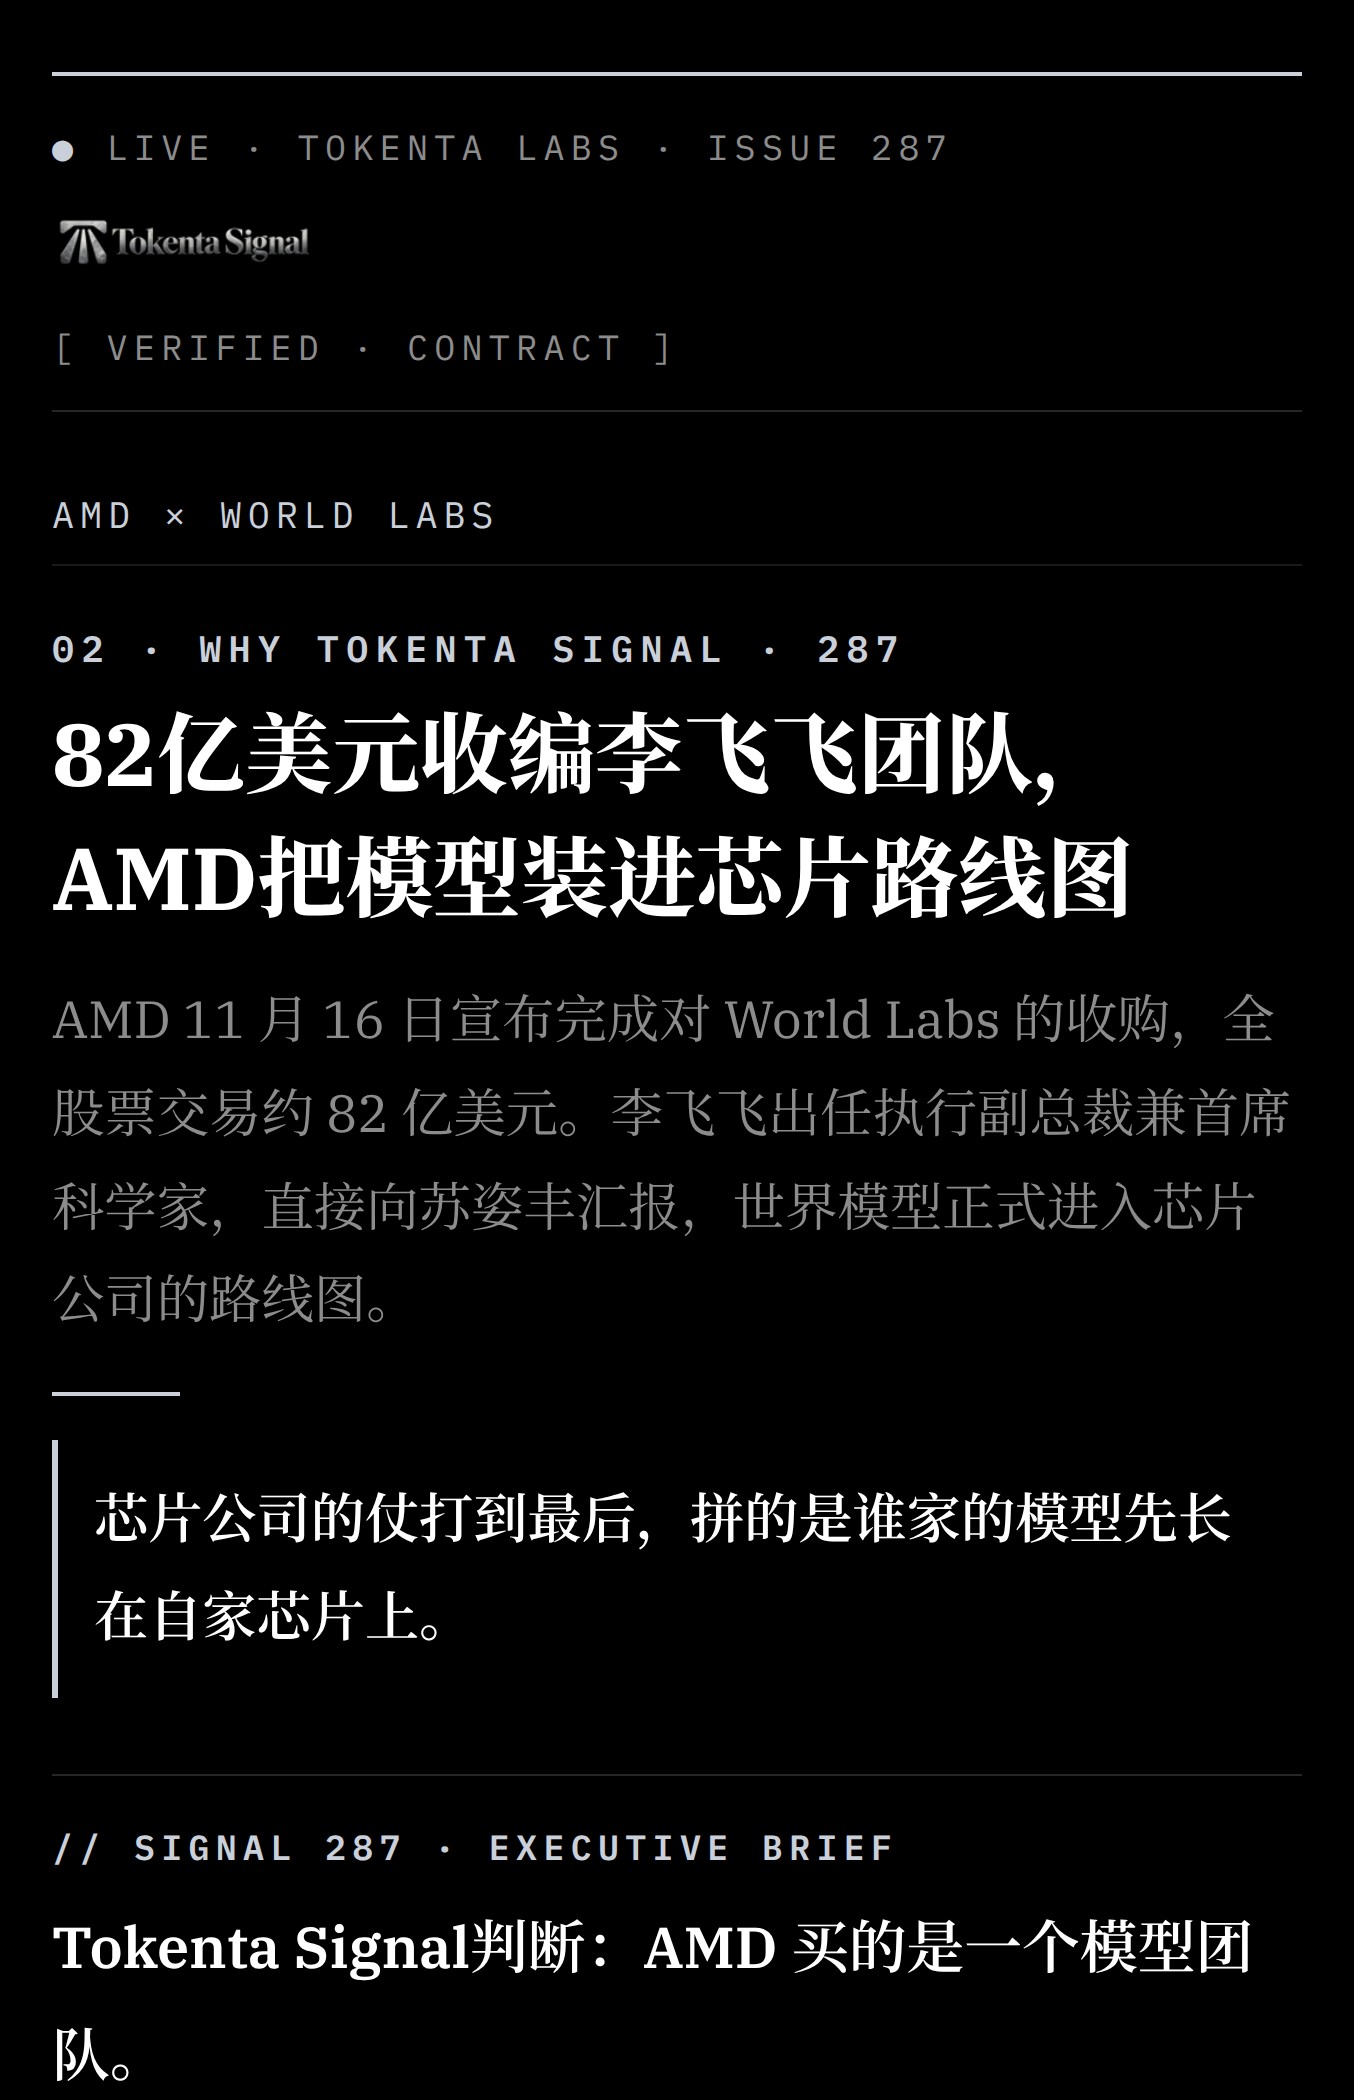 ● LIVE · TOKENTA LABS · ISSUE 287
Tokenta Signal
[ VERIFIED · CONTRACT ]
AMD × WORLD LABS
02 · WHY TOKENTA SIGNAL · 287
82亿美元收编李飞飞团队，
AMD把模型装进芯片路线图
AMD 11 月 16 日宣布完成对 World Labs 的收购，全
股票交易约 82 亿美元。李飞飞出任执行副总裁兼首席
科学家，直接向苏姿丰汇报，世界模型正式进入芯片
公司的路线图。
芯片公司的仗打到最后，拼的是谁家的模型先长
在自家芯片上。
// SIGNAL 287 · EXECUTIVE BRIEF
Tokenta Signal判断：AMD 买的是一个模型团
队。